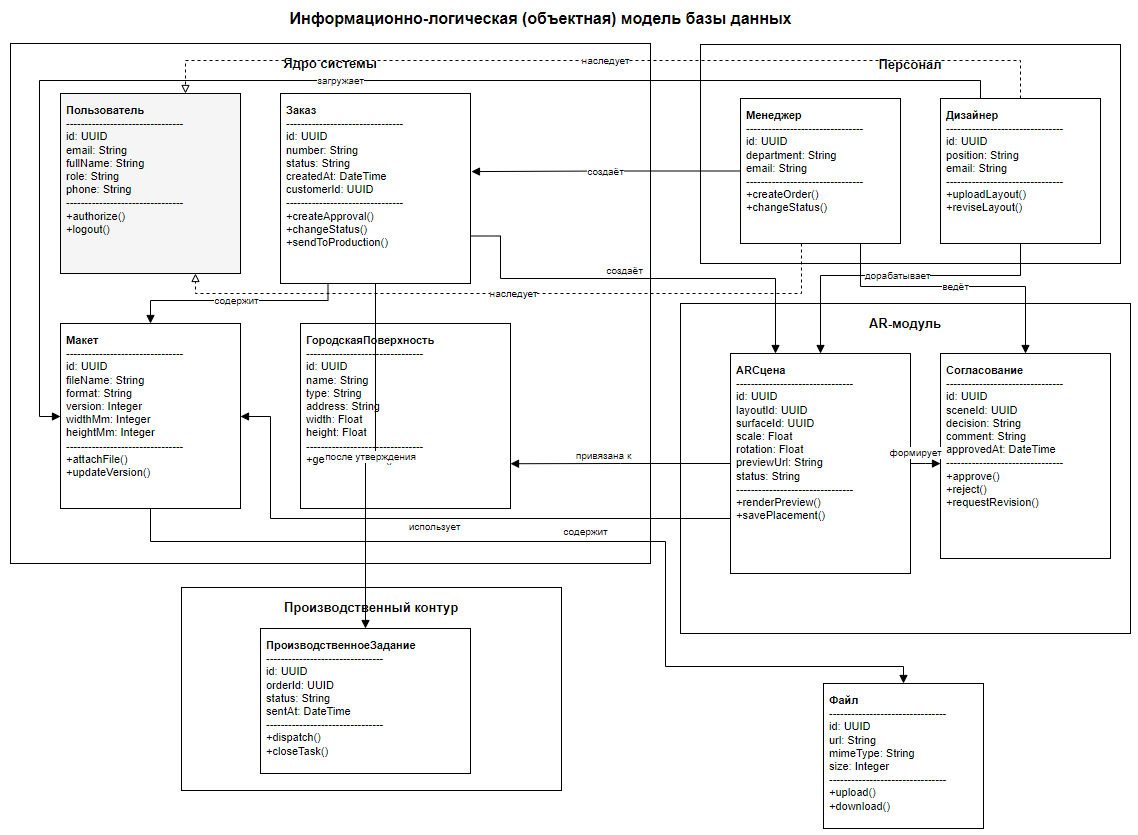 Информационно-логическая (объектная) модель базы данных
Ядро системы
наследует
Персонал
загружает
Пользователь
--------------------------------
id: UUID
email: String
fullName: String
role: String
phone: String
--------------------------------
+authorize()
+logout()
Заказ
--------------------------------
id: UUID
number: String
status: String
createdAt: DateTime
customerId: UUID
--------------------------------
+createApproval()
+changeStatus()
+sendToProduction()
создаёт
Менеджер
--------------------------------
id: UUID
department: String
email: String
--------------------------------
+createOrder()
+changeStatus()
Дизайнер
--------------------------------
id: UUID
position: String
email: String
--------------------------------
+uploadLayout()
+reviseLayout()
создаёт
дорабатывает
ведёт
наследует
содержит
AR-модуль
Макет
--------------------------------
id: UUID
fileName: String
format: String
version: Integer
widthMm: Integer
heightMm: Integer
--------------------------------
+attachFile()
+updateVersion()
ГородскаяПоверхность
--------------------------------
id: UUID
name: String
type: String
address: String
width: Float
height: Float
--------------------------------
+ge
после утверждения
привязана к
ARСцена
--------------------------------
id: UUID
layoutId: UUID
surfaceId: UUID
scale: Float
rotation: Float
previewUrl: String
status: String
--------------------------------
+renderPreview()
+savePlacement()
формирует
Согласование
--------------------------------
id: UUID
sceneId: UUID
decision: String
comment: String
approvedAt: DateTime
--------------------------------
+approve()
+reject()
+requestRevision()
использует
содержит
Производственный контур
ПроизводственноеЗадание
--------------------------------
id: UUID
orderId: UUID
status: String
sentAt: DateTime
--------------------------------
+dispatch()
+closeTask()
Файл
--------------------------------
id: UUID
url: String
mimeType: String
size: Integer
--------------------------------
+upload()
+download()